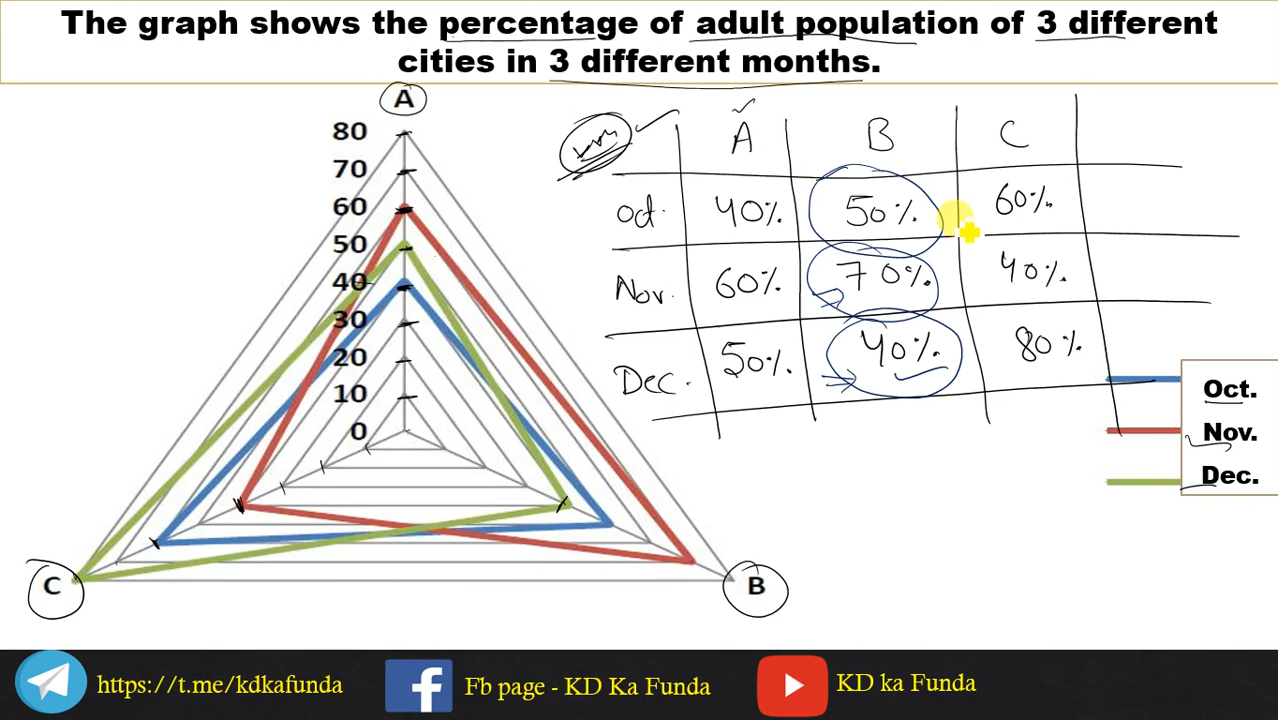 The graph shows the percentage of adult population of 3 different
cities in 3 different months.
A
80
70
60
50
40
30
20
10
0
C
B
A B C
Oct. 40% 50% 60%
Nov. 60% 70% 40%
Dec. 50% 40% 80%
Oct.
Nov.
Dec.
https://t.me/kdkafunda
Fb page - KD Ka Funda
KD ka Funda